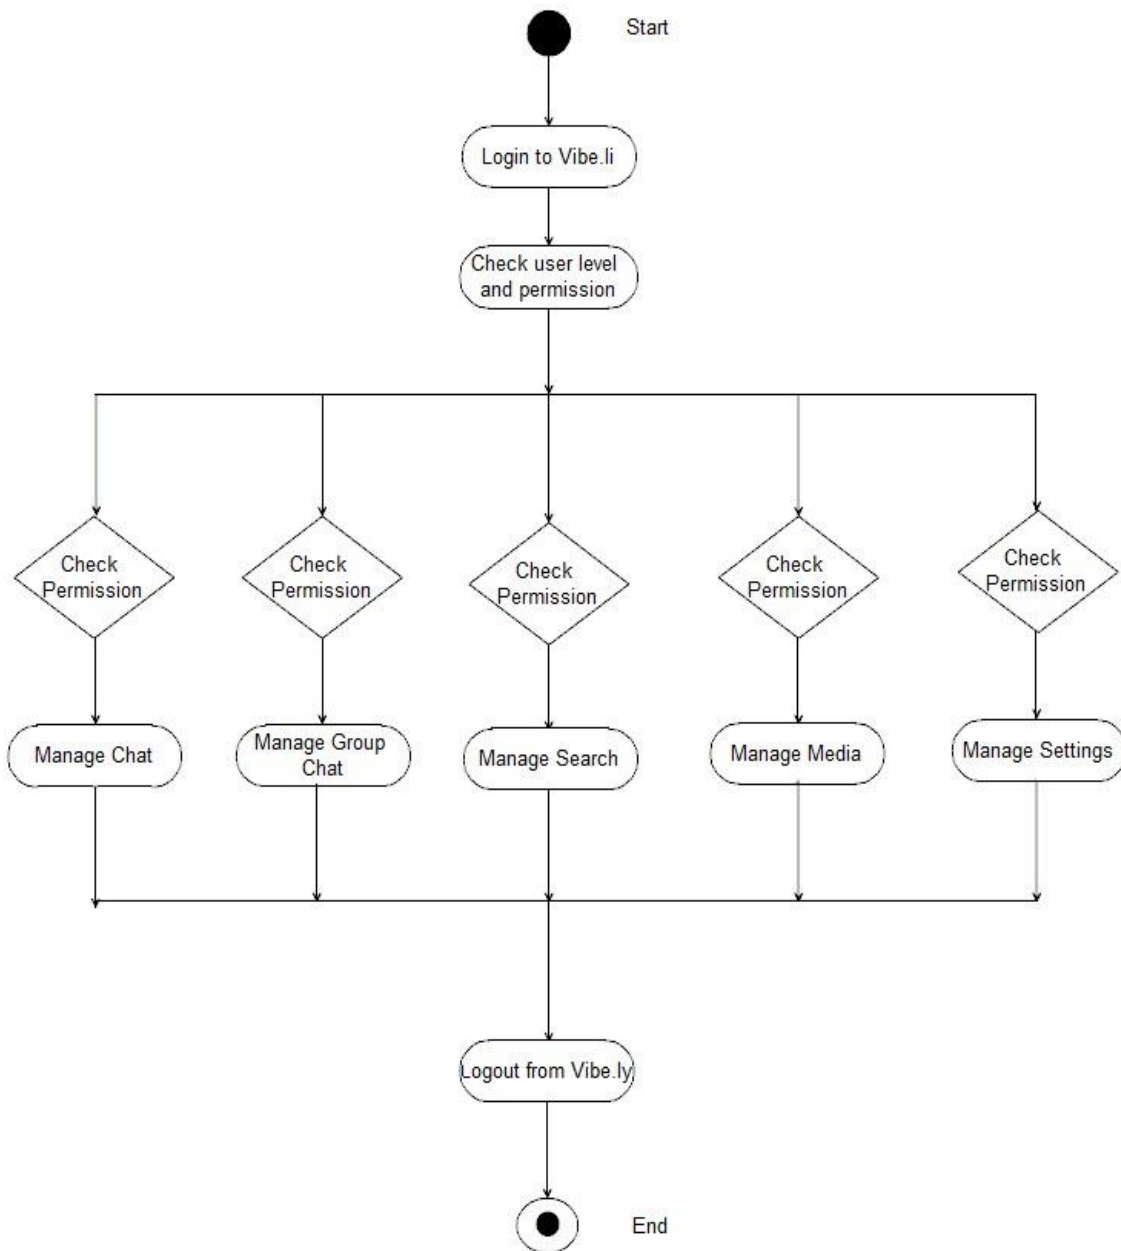 Start
Login to Vibe.li
Check user level
and permission
Check
Permission
Check
Permission
Check
Permission
Check
Permission
Check
Permission
Manage Chat
Manage Group
Chat
Manage Search
Manage Media
Manage Settings
Logout from Vibe.ly
End